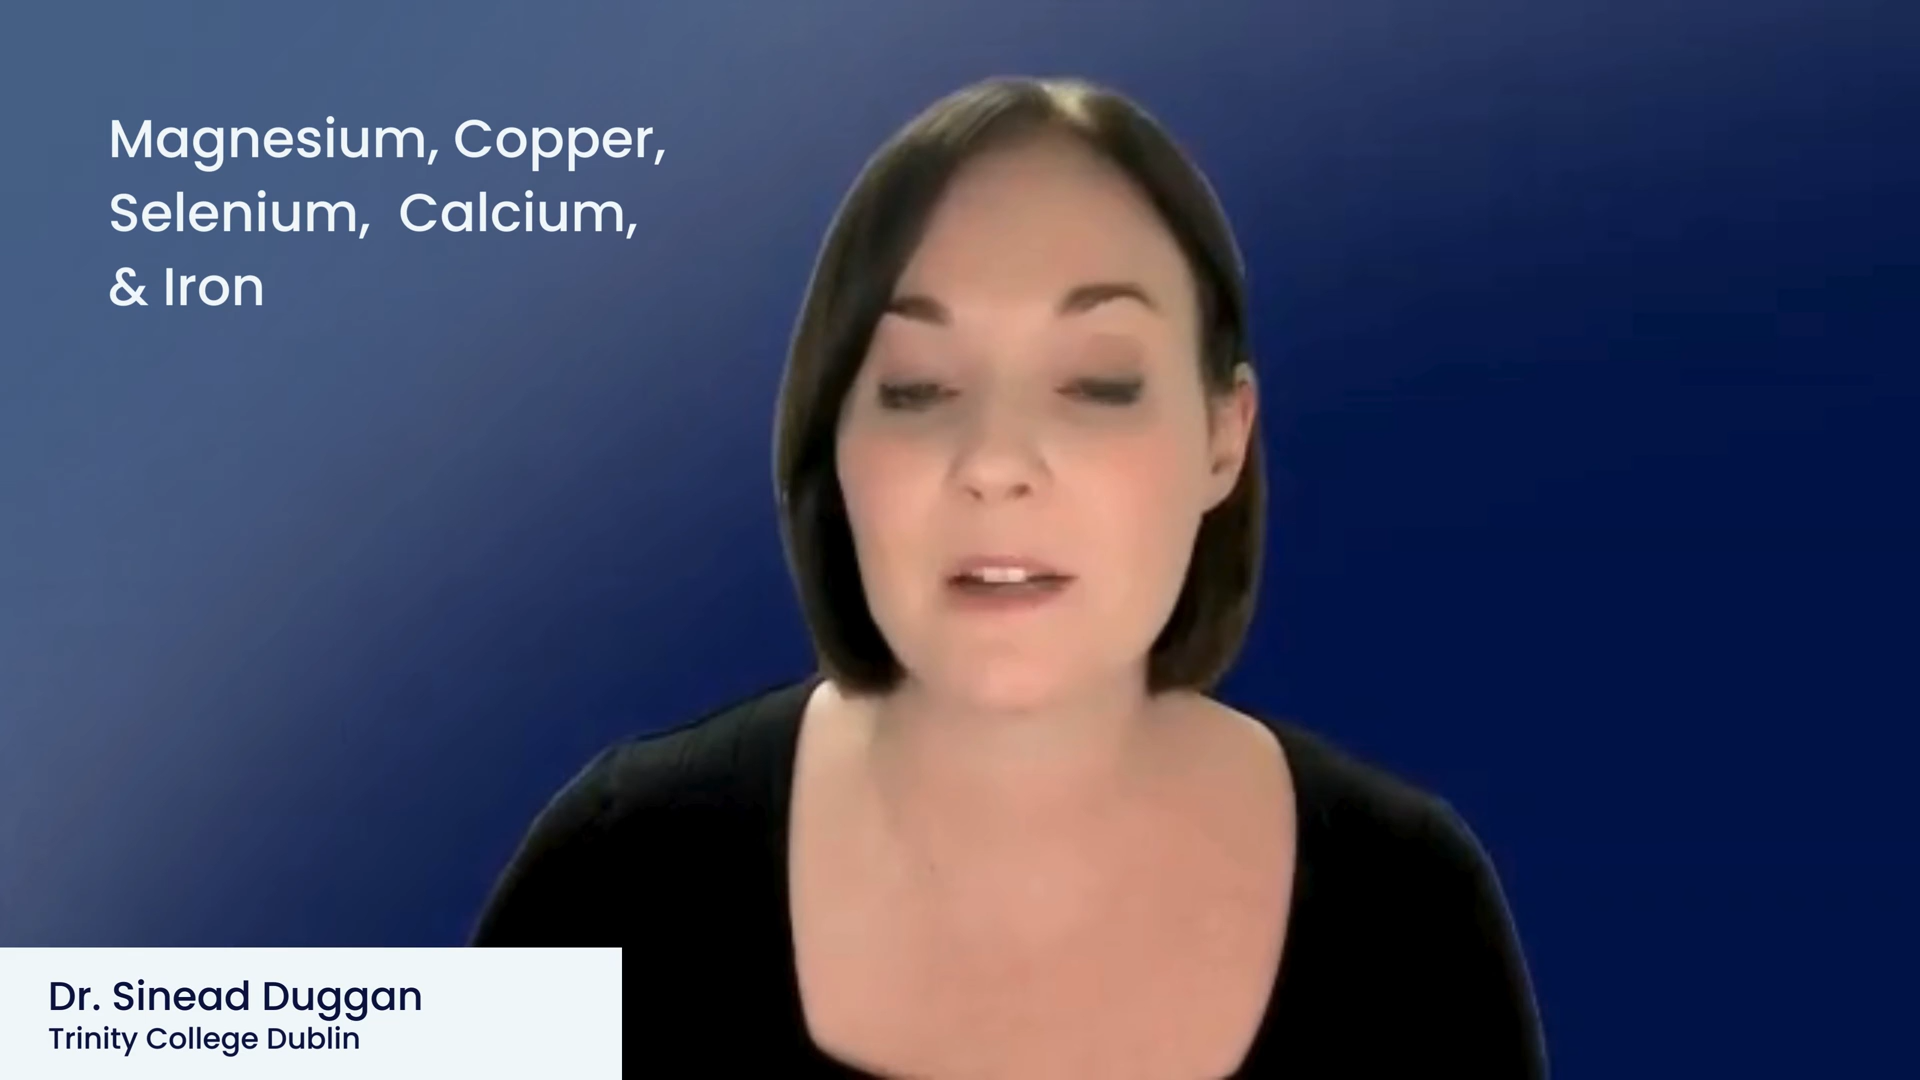 Magnesium, Copper,
Selenium, Calcium,
& Iron
Dr. Sinead Duggan
Trinity College Dublin